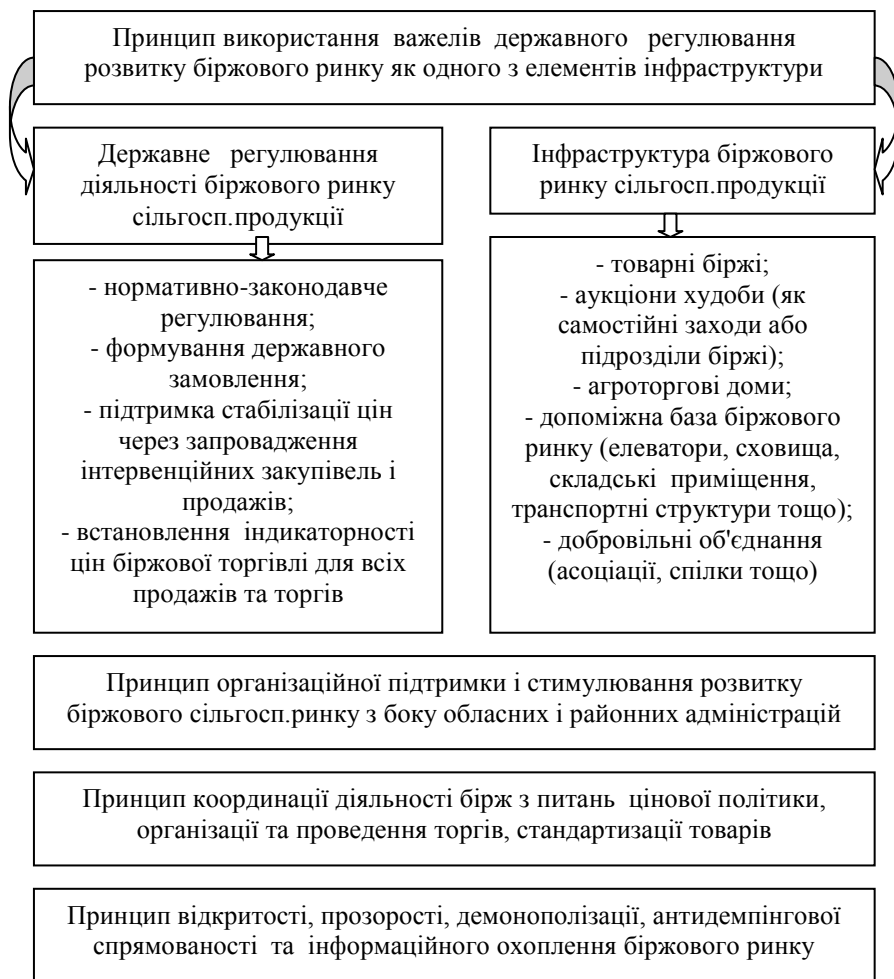 Принцип використання важелів державного регулювання
розвитку біржового ринку як одного з елементів інфраструктури
Державне регулювання
діяльності біржового ринку
сільгосп.продукції
- нормативно-законодавче
регулювання;
- формування державного
замовлення;
- підтримка стабілізації цін
через запровадження
інтервенційних закупівель і
продажів;
- встановлення індикаторності
цін біржової торгівлі для всіх
продажів та торгів
Інфраструктура біржового
ринку сільгосп.продукції
- товарні біржі;
- аукціони худоби (як
самостійні заходи або
підрозділи біржі);
- агроторгові доми;
- допоміжна база біржового
ринку (елеватори, сховища,
складські приміщення,
транспортні структури тощо);
- добровільні об'єднання
(асоціації, спілки тощо)
Принцип організаційної підтримки і стимулювання розвитку
біржового сільгосп.ринку з боку обласних і районних адміністрацій
Принцип координації діяльності бірж з питань цінової політики,
організації та проведення торгів, стандартизації товарів
Принцип відкритості, прозорості, демонополізації, антидемпінгової
спрямованості та інформаційного охоплення біржового ринку